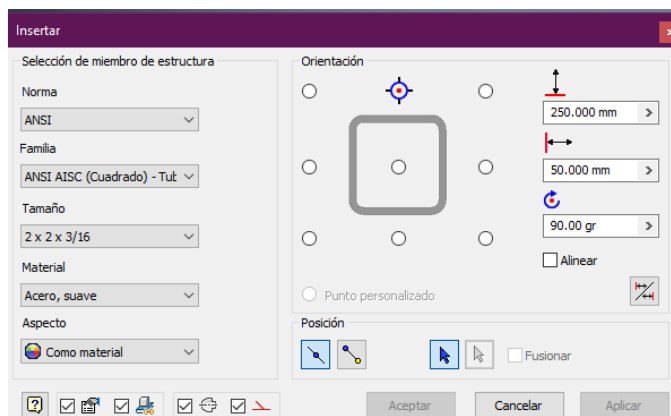 Insertar
Selección de miembro de estructura
Norma
ANSI
Familia
ANSI AISC (Cuadrado) - Tub
Tamaño
2 x 2 x 3/16
Material
Acero, suave
Aspecto
Como material
Orientación
250.000 mm
50.000 mm
90.00 gr
Alinear
Punto personalizado
Posición
Fusionar
Aceptar
Cancelar
Aplicar